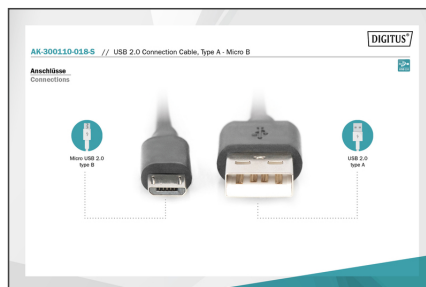 DIGITUS®
AK-300110-018-S // USB 2.0 Connection Cable, Type A - Micro B
Anschlüsse
Connections
Micro USB 2.0
type B
USB 2.0
type A